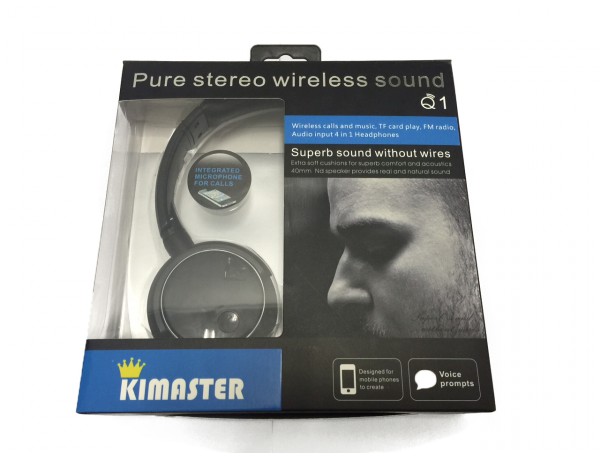 Pure stereo wireless sound
Q1
Wireless calls and music, TF card play, FM radio,
Audio input 4 in 1 Headphones
Superb sound without wires
Extra soft cushions for superb comfort and acoustics
40mm. Na speaker provides real and natural sound
INTEGRATED
MICROPHONE
FOR CALLS
KIMASTER
Designed for
mobile phones
to create
Voice
prompts